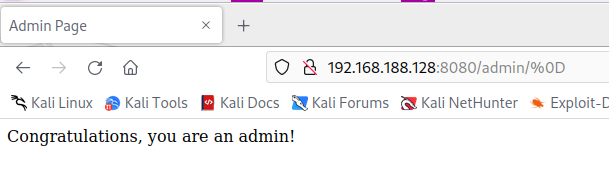 Admin Page
192.168.188.128:8080/admin/%0D
Kali Linux Kali Tools Kali Docs Kali Forums Kali NetHunter Exploit-D
Congratulations, you are an admin!